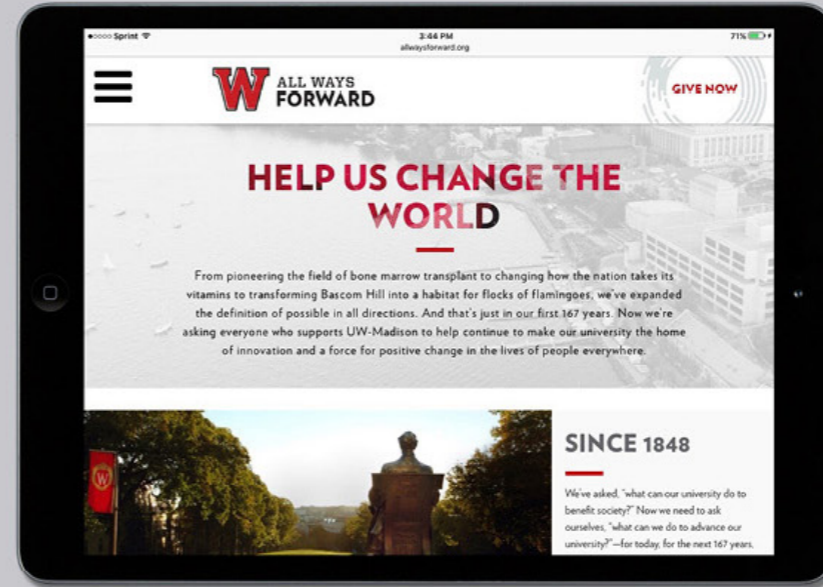 Sprint 3:44 PM 71%
allwaysforward.org
W ALL WAYS
FORWARD
GIVE NOW
HELP US CHANGE THE
WORLD
From pioneering the field of bone marrow transplant to changing how the nation takes its
vitamins to transforming Bascom Hill into a habitat for flocks of flamingoes, we've expanded
the definition of possible in all directions. And that's just in our first 167 years. Now we're
asking everyone who supports UW-Madison to help continue to make our university the home
of innovation and a force for positive change in the lives of people everywhere.
W
SINCE 1848
We've asked, "what can our university do to
benefit society?" Now we need to ask
ourselves, "what can we do to advance our
university?"—for today, for the next 167 years,